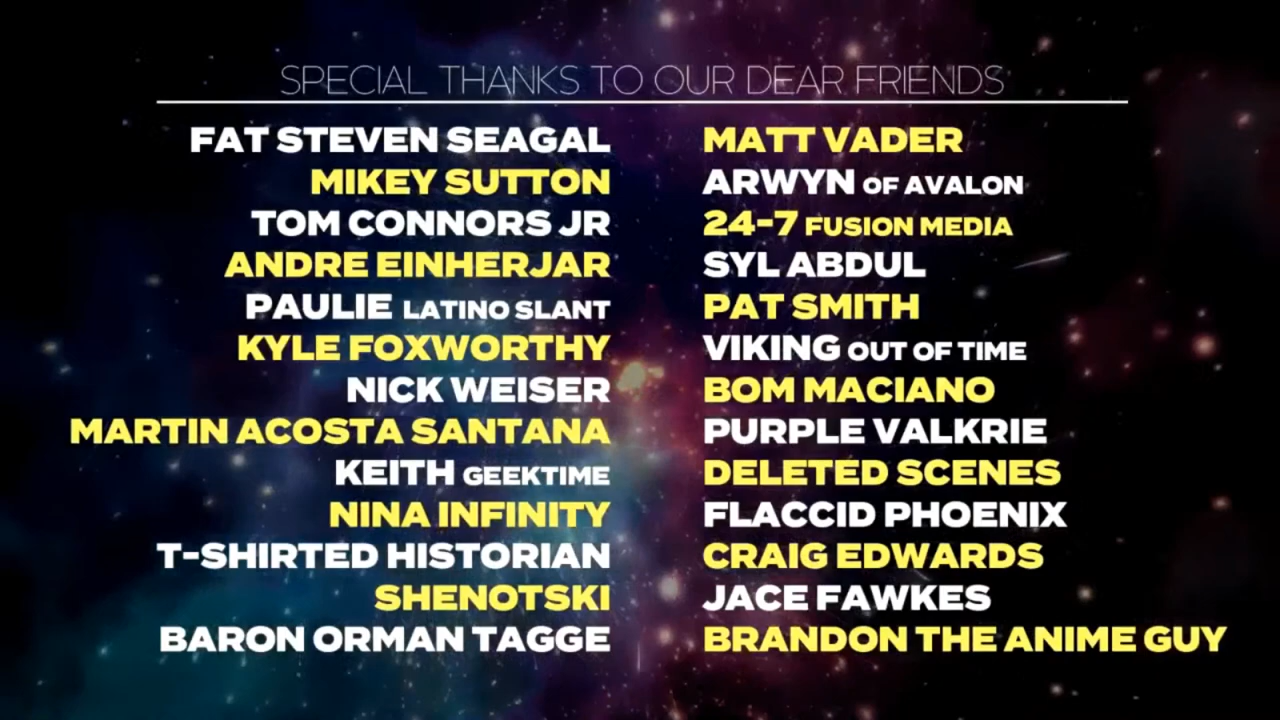 SPECIAL THANKS TO OUR DEAR FRIENDS
FAT STEVEN SEAGAL
MIKEY SUTTON
TOM CONNORS JR
ANDRE EINHERJAR
PAULIE LATINO SLANT
KYLE FOXWORTHY
NICK WEISER
MARTIN ACOSTA SANTANA
KEITH GEEKTIME
NINA INFINITY
T-SHIRTED HISTORIAN
SHENOTSKI
BARON ORMAN TAGGE
MATT VADER
ARWYN OF AVALON
24-7 FUSION MEDIA
SYL ABDUL
PAT SMITH
VIKING OUT OF TIME
BOM MACIANO
PURPLE VALKRIE
DELETED SCENES
FLACCID PHOENIX
CRAIG EDWARDS
JACE FAWKES
BRANDON THE ANIME GUY